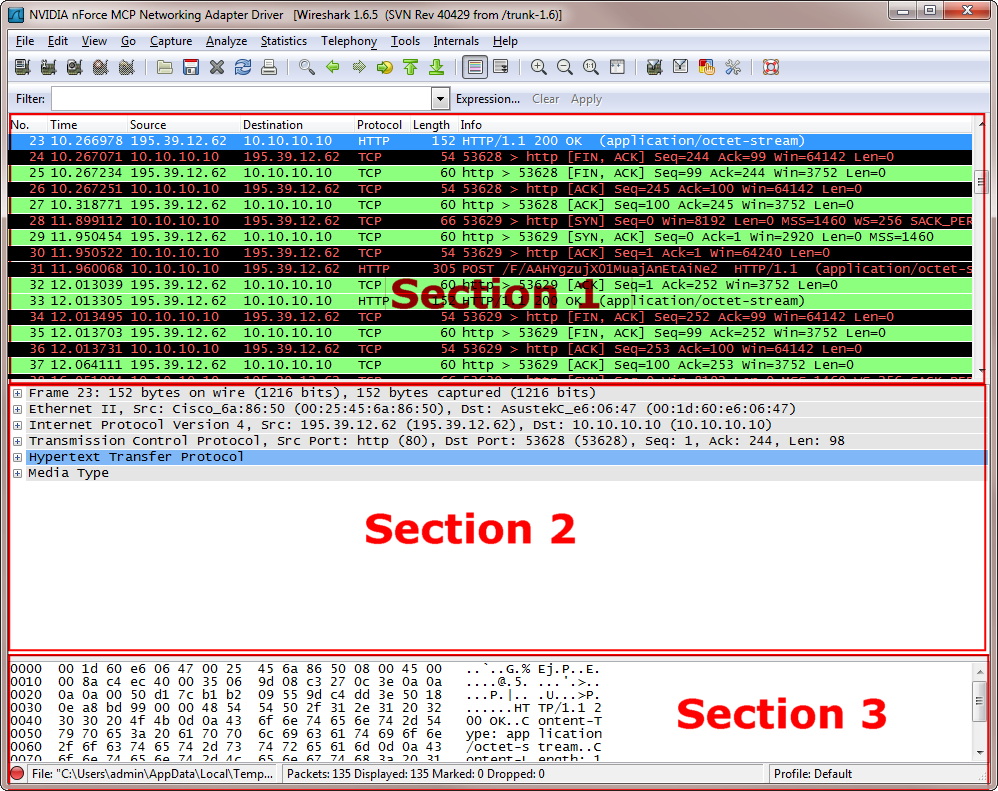 NVIDIA nForce MCP Networking Adapter Driver [Wireshark 1.6.5 (SVN Rev 40429 from /trunk-1.6)]
File Edit View Go Capture Analyze Statistics Telephony Tools Internals Help
Filter: Expression... Clear Apply
No. Time Source Destination Protocol Length Info
23 10.266978 195.39.12.62 10.10.10.10 HTTP 152 HTTP/1.1 200 OK (application/octet-stream)
24 10.267071 10.10.10.10 195.39.12.62 TCP 54 53628 > http [FIN, ACK] Seq=244 Ack=99 Win=64142 Len=0
25 10.267234 195.39.12.62 10.10.10.10 TCP 60 http > 53628 [FIN, ACK] Seq=99 Ack=244 Win=3752 Len=0
26 10.267251 10.10.10.10 195.39.12.62 TCP 54 53628 > http [ACK] Seq=245 Ack=100 Win=64142 Len=0
27 10.318771 195.39.12.62 10.10.10.10 TCP 60 http > 53628 [ACK] Seq=100 Ack=245 Win=3752 Len=0
28 11.899112 10.10.10.10 195.39.12.62 TCP 66 53629 > http [SYN] Seq=0 Win=8192 Len=0 MSS=1460 WS=256 SACK_PER
29 11.950454 195.39.12.62 10.10.10.10 TCP 60 http > 53629 [SYN, ACK] Seq=0 Ack=1 Win=2920 Len=0 MSS=1460
30 11.950522 10.10.10.10 195.39.12.62 TCP 54 53629 > http [ACK] Seq=1 Ack=1 Win=64240 Len=0
31 11.960068 10.10.10.10 195.39.12.62 HTTP 305 POST /F/AAHYgzujX01MuajAnEtAiNe2 HTTP/1.1 (application/octet-s
32 12.013039 195.39.12.62 10.10.10.10 TCP 60 http > 53629 [ACK] Seq=1 Ack=252 Win=3752 Len=0
Section 1
33 12.013305 195.39.12.62 10.10.10.10 HTTP 152 HTTP/1.1 200 OK (application/octet-stream)
34 12.013495 10.10.10.10 195.39.12.62 TCP 54 53629 > http [FIN, ACK] Seq=252 Ack=99 Win=64142 Len=0
35 12.013703 195.39.12.62 10.10.10.10 TCP 60 http > 53629 [FIN, ACK] Seq=99 Ack=252 Win=3752 Len=0
36 12.013731 10.10.10.10 195.39.12.62 TCP 54 53629 > http [ACK] Seq=253 Ack=100 Win=64142 Len=0
37 12.064111 195.39.12.62 10.10.10.10 TCP 60 http > 53629 [ACK] Seq=100 Ack=253 Win=3752 Len=0
Frame 23: 152 bytes on wire (1216 bits), 152 bytes captured (1216 bits)
Ethernet II, Src: Cisco_6a:86:50 (00:25:45:6a:86:50), Dst: AsustekC_e6:06:47 (00:1d:60:e6:06:47)
Internet Protocol Version 4, Src: 195.39.12.62 (195.39.12.62), Dst: 10.10.10.10 (10.10.10.10)
Transmission Control Protocol, Src Port: http (80), Dst Port: 53628 (53628), Seq: 1, Ack: 244, Len: 98
Hypertext Transfer Protocol
Media Type
Section 2
0000 00 1d 60 e6 06 47 00 25 45 6a 86 50 08 00 45 00 ..`..G.% Ej.P..E.
0010 00 8a c4 ec 40 00 35 06 9d 08 c3 27 0c 3e 0a 0a ....@.5. ...'.>..
0020 0a 0a 00 50 d1 7c b1 b2 09 55 9d c4 dd 3e 50 18 ...P.|.. .U...>P.
0030 0e a8 bd 99 00 00 48 54 54 50 2f 31 2e 31 20 32 ......HT TP/1.1 2
0040 30 30 20 4f 4b 0d 0a 43 6f 6e 74 65 6e 74 2d 54 00 OK..C ontent-T
0050 79 70 65 3a 20 61 70 70 6c 69 63 61 74 69 6f 6e ype: app lication
0060 2f 6f 63 74 65 74 2d 73 74 72 65 61 6d 0d 0a 43 /octet-s tream..C
0070 6f 6e 74 65 6e 74 2d 4c 65 6e 67 74 68 3a 20 31 ontent-L ength: 1
Section 3
File: "C:\Users\admin\AppData\Local\Temp... Packets: 135 Displayed: 135 Marked: 0 Dropped: 0 Profile: Default